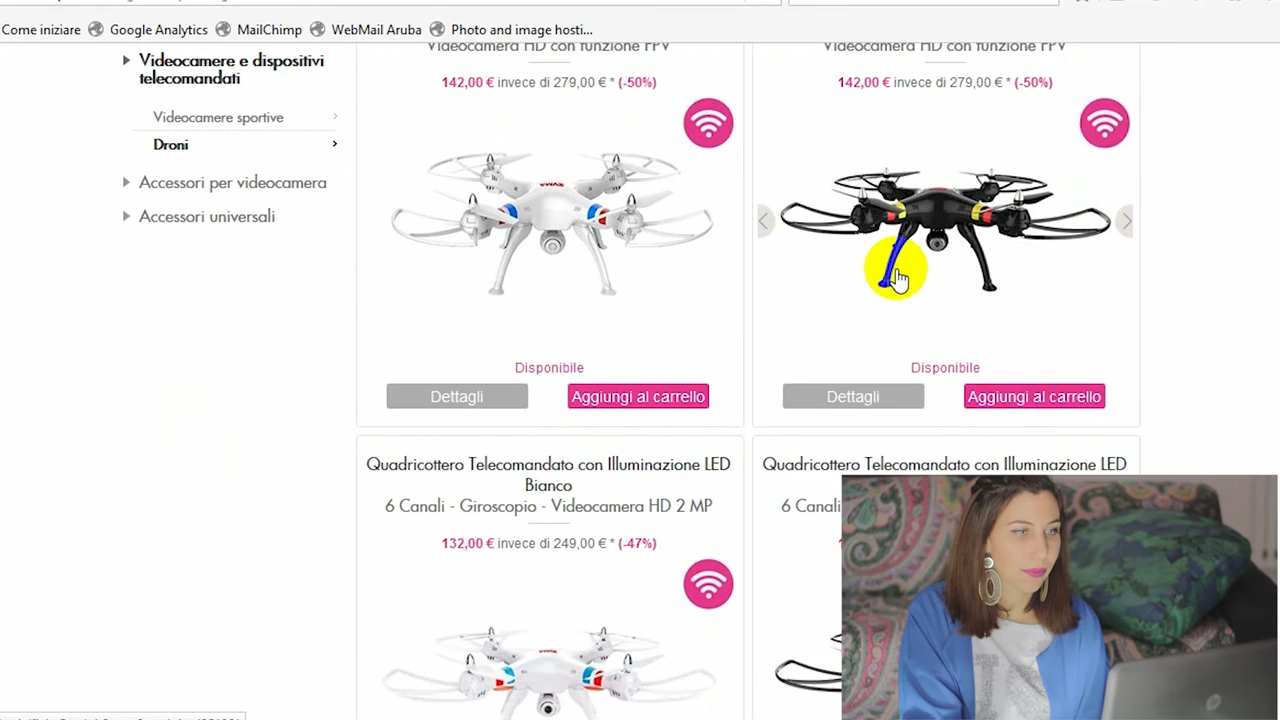 Come iniziare Google Analytics MailChimp WebMail Aruba Photo and image hosti...
Videocamere e dispositivi
telecomandati
Videocamere sportive
Droni
Accessori per videocamera
Accessori universali
Videocamera HD con funzione FPV
142,00 € invece di 279,00 € * (-50%)
SYMA
Disponibile
Dettagli Aggiungi al carrello
Videocamera HD con funzione FPV
142,00 € invece di 279,00 € * (-50%)
Disponibile
Dettagli Aggiungi al carrello
Quadricottero Telecomandato con Illuminazione LED
Bianco
6 Canali - Giroscopio - Videocamera HD 2 MP
132,00 € invece di 249,00 € * (-47%)
SYMA
Quadricottero Telecomandato con Illuminazione LED
6 Canali